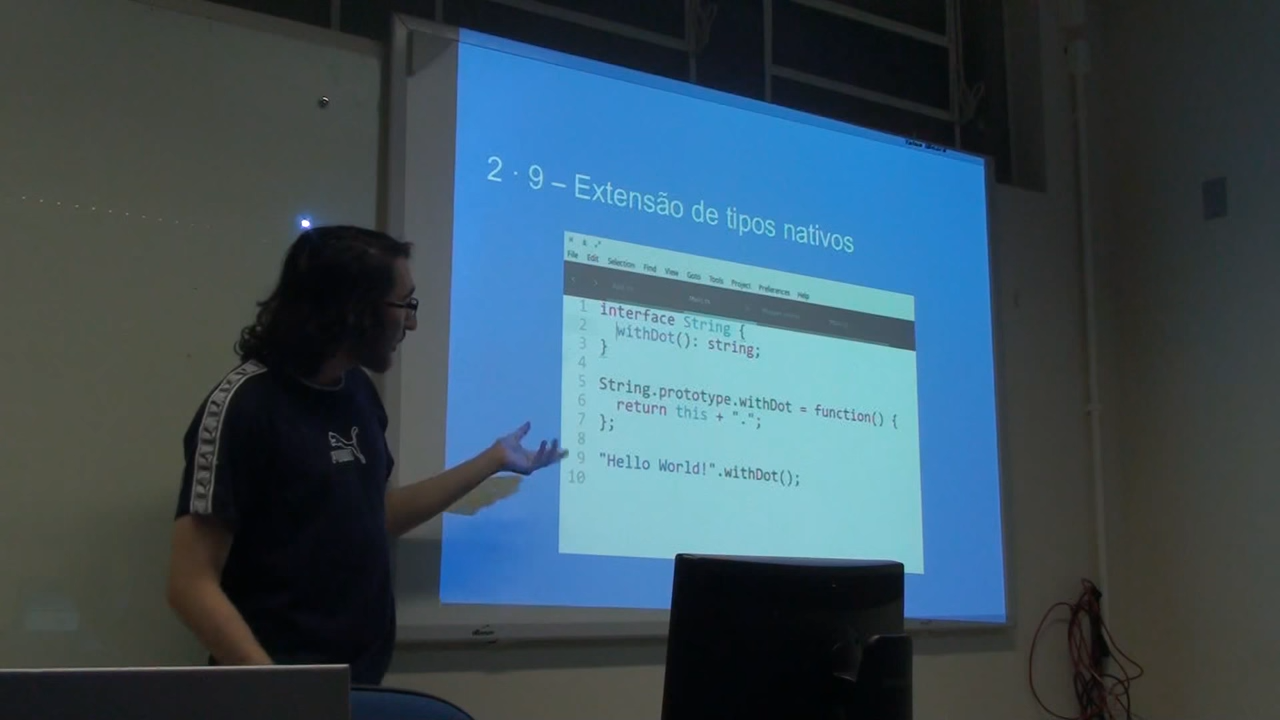 2 · 9 – Extensão de tipos nativos
File Edit Selection Find View Goto Tools Project Preferences Help
1 interface String {
2 withDot(): string;
3 }
4
5 String.prototype.withDot = function() {
6 return this + ".";
7 };
8
9 "Hello World!".withDot();
10
PUMA